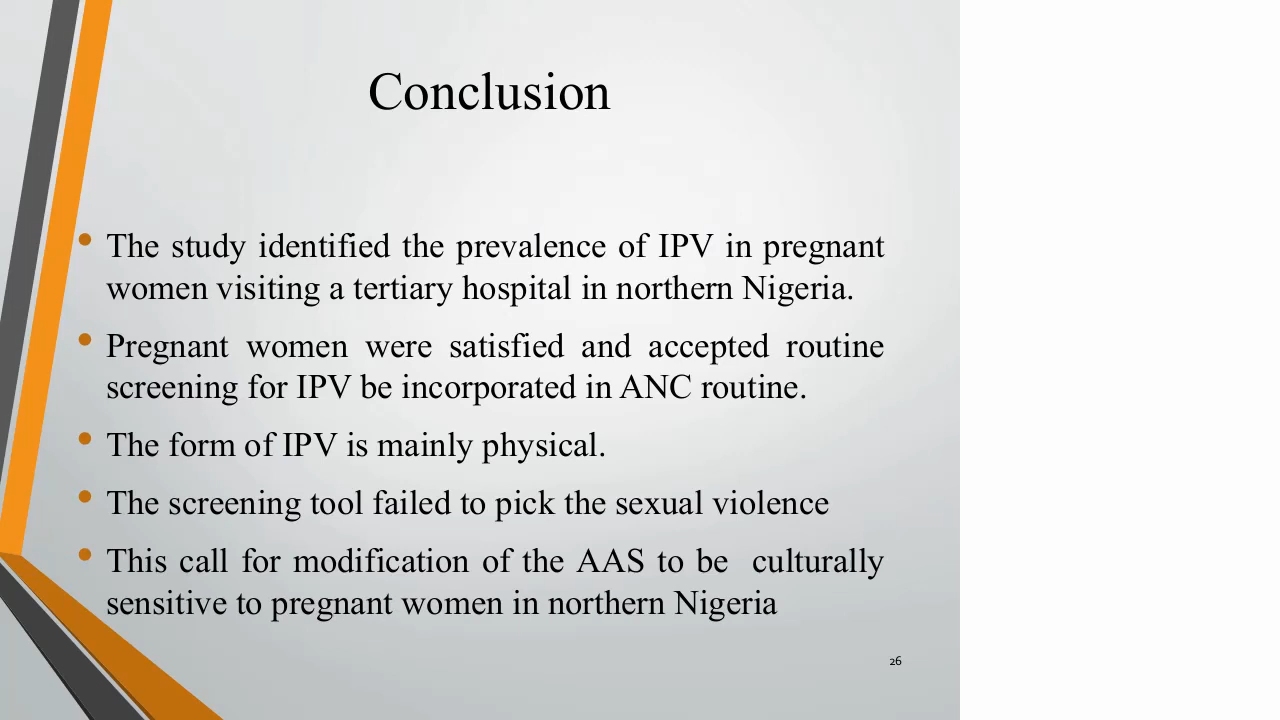 Conclusion
• The study identified the prevalence of IPV in pregnant
women visiting a tertiary hospital in northern Nigeria.
• Pregnant women were satisfied and accepted routine
screening for IPV be incorporated in ANC routine.
• The form of IPV is mainly physical.
• The screening tool failed to pick the sexual violence
• This call for modification of the AAS to be  culturally
sensitive to pregnant women in northern Nigeria
26